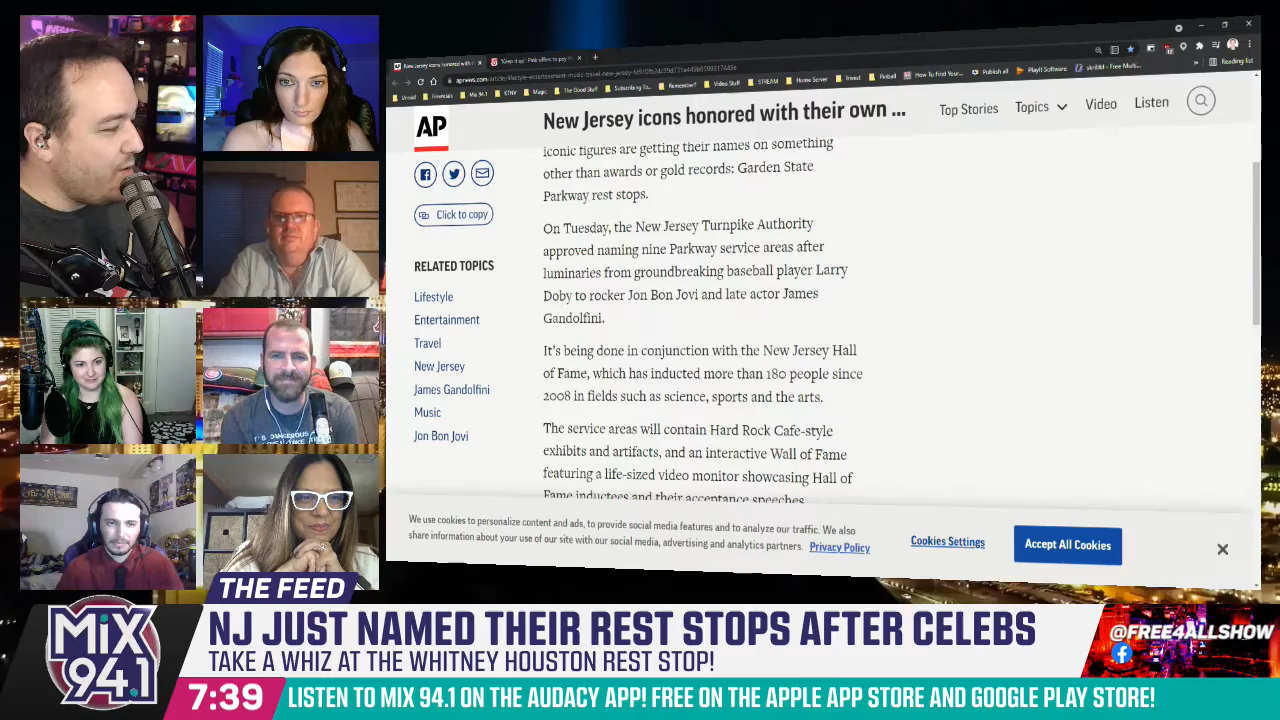 New Jersey icons honored with their own ...
AP
Top Stories
Topics
Video
Listen
iconic figures are getting their names on something
other than awards or gold records: Garden State
Parkway rest stops.
Click to copy
On Tuesday, the New Jersey Turnpike Authority
approved naming nine Parkway service areas after
luminaries from groundbreaking baseball player Larry
Doby to rocker Jon Bon Jovi and late actor James
Gandolfini.
RELATED TOPICS
Lifestyle
Entertainment
Travel
New Jersey
James Gandolfini
Music
Jon Bon Jovi
It's being done in conjunction with the New Jersey Hall
of Fame, which has inducted more than 180 people since
2008 in fields such as science, sports and the arts.
The service areas will contain Hard Rock Cafe-style
exhibits and artifacts, and an interactive Wall of Fame
featuring a life-sized video monitor showcasing Hall of
Fame inductees and their acceptance speeches
We use cookies to personalize content and ads, to provide social media features and to analyze our traffic. We also
share information about your use of our site with our social media, advertising and analytics partners. Privacy Policy
Cookies Settings
Accept All Cookies
THE FEED
NJ JUST NAMED THEIR REST STOPS AFTER CELEBS
TAKE A WHIZ AT THE WHITNEY HOUSTON REST STOP!
MiX
94.1
@FREE4ALLSHOW
7:39
LISTEN TO MIX 94.1 ON THE AUDACY APP! FREE ON THE APPLE APP STORE AND GOOGLE PLAY STORE!